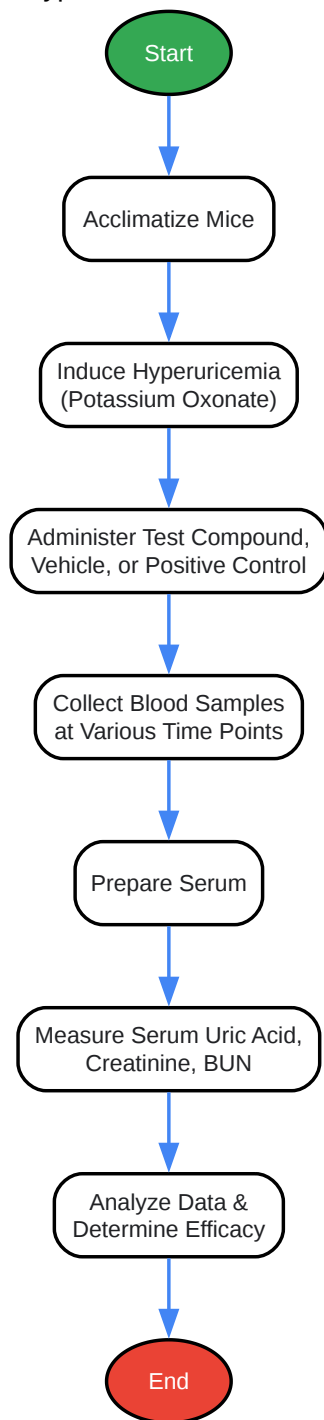 Start
Acclimatize Mice
Induce Hyperuricemia
(Potassium Oxonate)
Administer Test Compound,
Vehicle, or Positive Control
Collect Blood Samples
at Various Time Points
Prepare Serum
Measure Serum Uric Acid,
Creatinine, BUN
Analyze Data &
Determine Efficacy
End